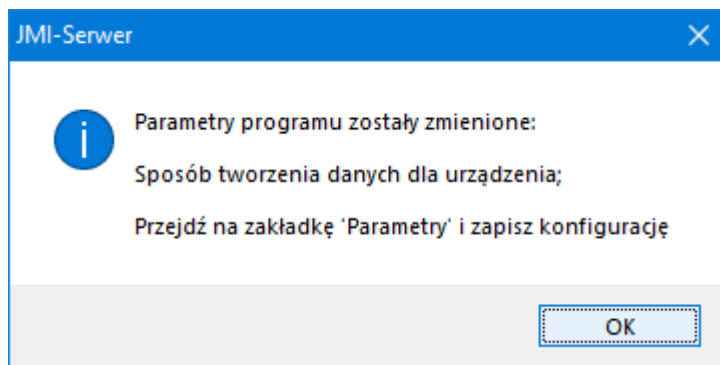 JMI-Serwer
Parametry programu zostały zmienione:
Sposób tworzenia danych dla urządzenia;
Przejdź na zakładkę 'Parametry' i zapisz konfigurację
OK